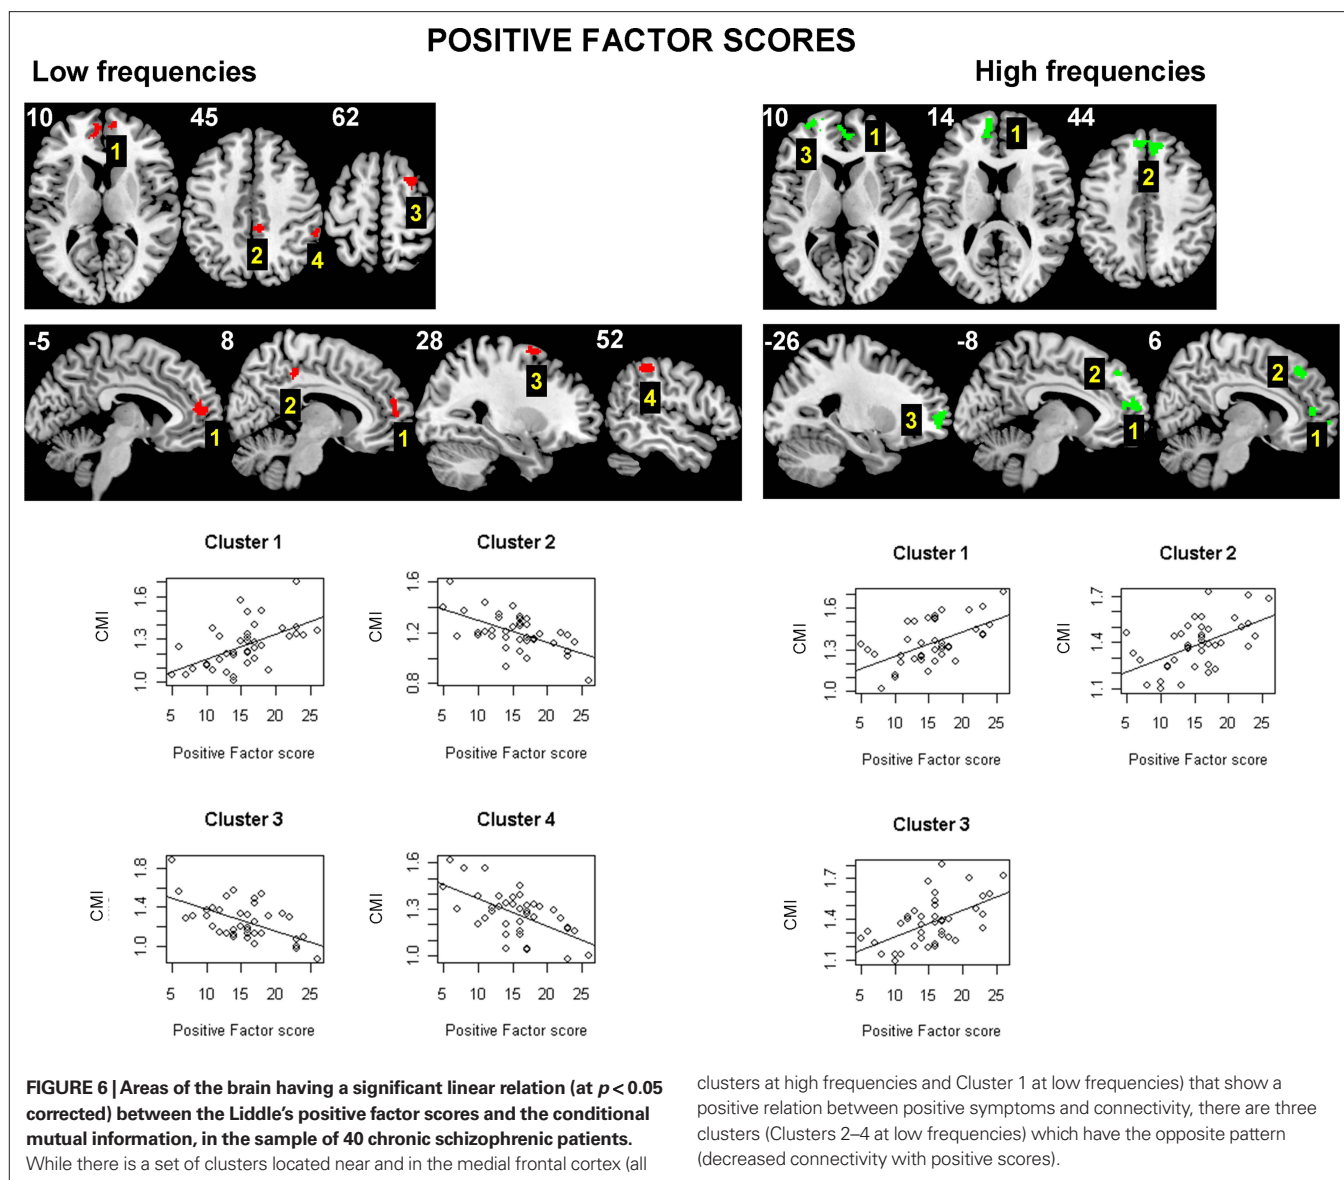 POSITIVE FACTOR SCORES
Low frequencies
High frequencies
10 45 62
1
2
3
4
-5 8 28 52
1
2
1
3
4
10 14 44
3
1
1
2
-26 -8 6
3
2
1
2
1
Cluster 1
CMI
1.0 1.3 1.6
5 10 15 20 25
Positive Factor score
Cluster 2
CMI
0.8 1.2 1.6
5 10 15 20 25
Positive Factor score
Cluster 3
CMI
1.0 1.4 1.8
5 10 15 20 25
Positive Factor score
Cluster 4
CMI
1.0 1.3 1.6
5 10 15 20 25
Positive Factor score
Cluster 1
CMI
1.0 1.3 1.6
5 10 15 20 25
Positive Factor score
Cluster 2
CMI
1.1 1.4 1.7
5 10 15 20 25
Positive Factor score
Cluster 3
CMI
1.1 1.4 1.7
5 10 15 20 25
Positive Factor score
FIGURE 6 | Areas of the brain having a significant linear relation (at p < 0.05
corrected) between the Liddle's positive factor scores and the conditional
mutual information, in the sample of 40 chronic schizophrenic patients.
While there is a set of clusters located near and in the medial frontal cortex (all
clusters at high frequencies and Cluster 1 at low frequencies) that show a
positive relation between positive symptoms and connectivity, there are three
clusters (Clusters 2–4 at low frequencies) which have the opposite pattern
(decreased connectivity with positive scores).